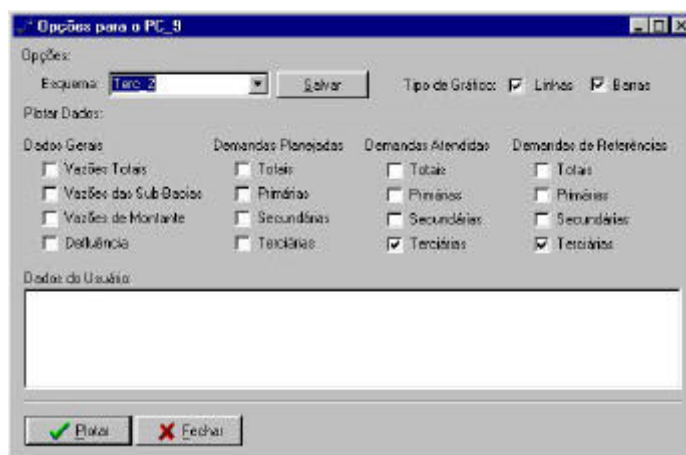 Opções para o PC_9
Opções:
Esquema: Terc_2 Salvar Tipo de Gráfico: Linhas Barras
Plotar Dados:
Dados Gerais Demandas Planejadas Demandas Atendidas Demandas de Referências
Vazões Totais Totais Totais Totais
Vazões das Sub-Bacias Primárias Primárias Primárias
Vazões de Montante Secundárias Secundárias Secundárias
Defluência Terciárias Terciárias Terciárias
Dados do Usuário
Plotar Fechar